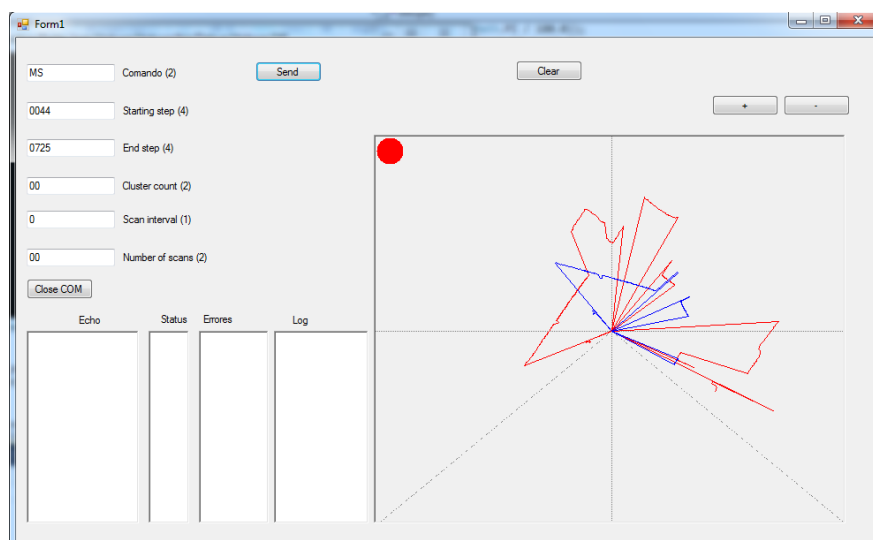 Form1
MS Comando (2) Send Clear
0044 Starting step (4) + -
0725 End step (4)
00 Cluster count (2)
0 Scan interval (1)
00 Number of scans (2)
Close COM
Echo Status Errores Log